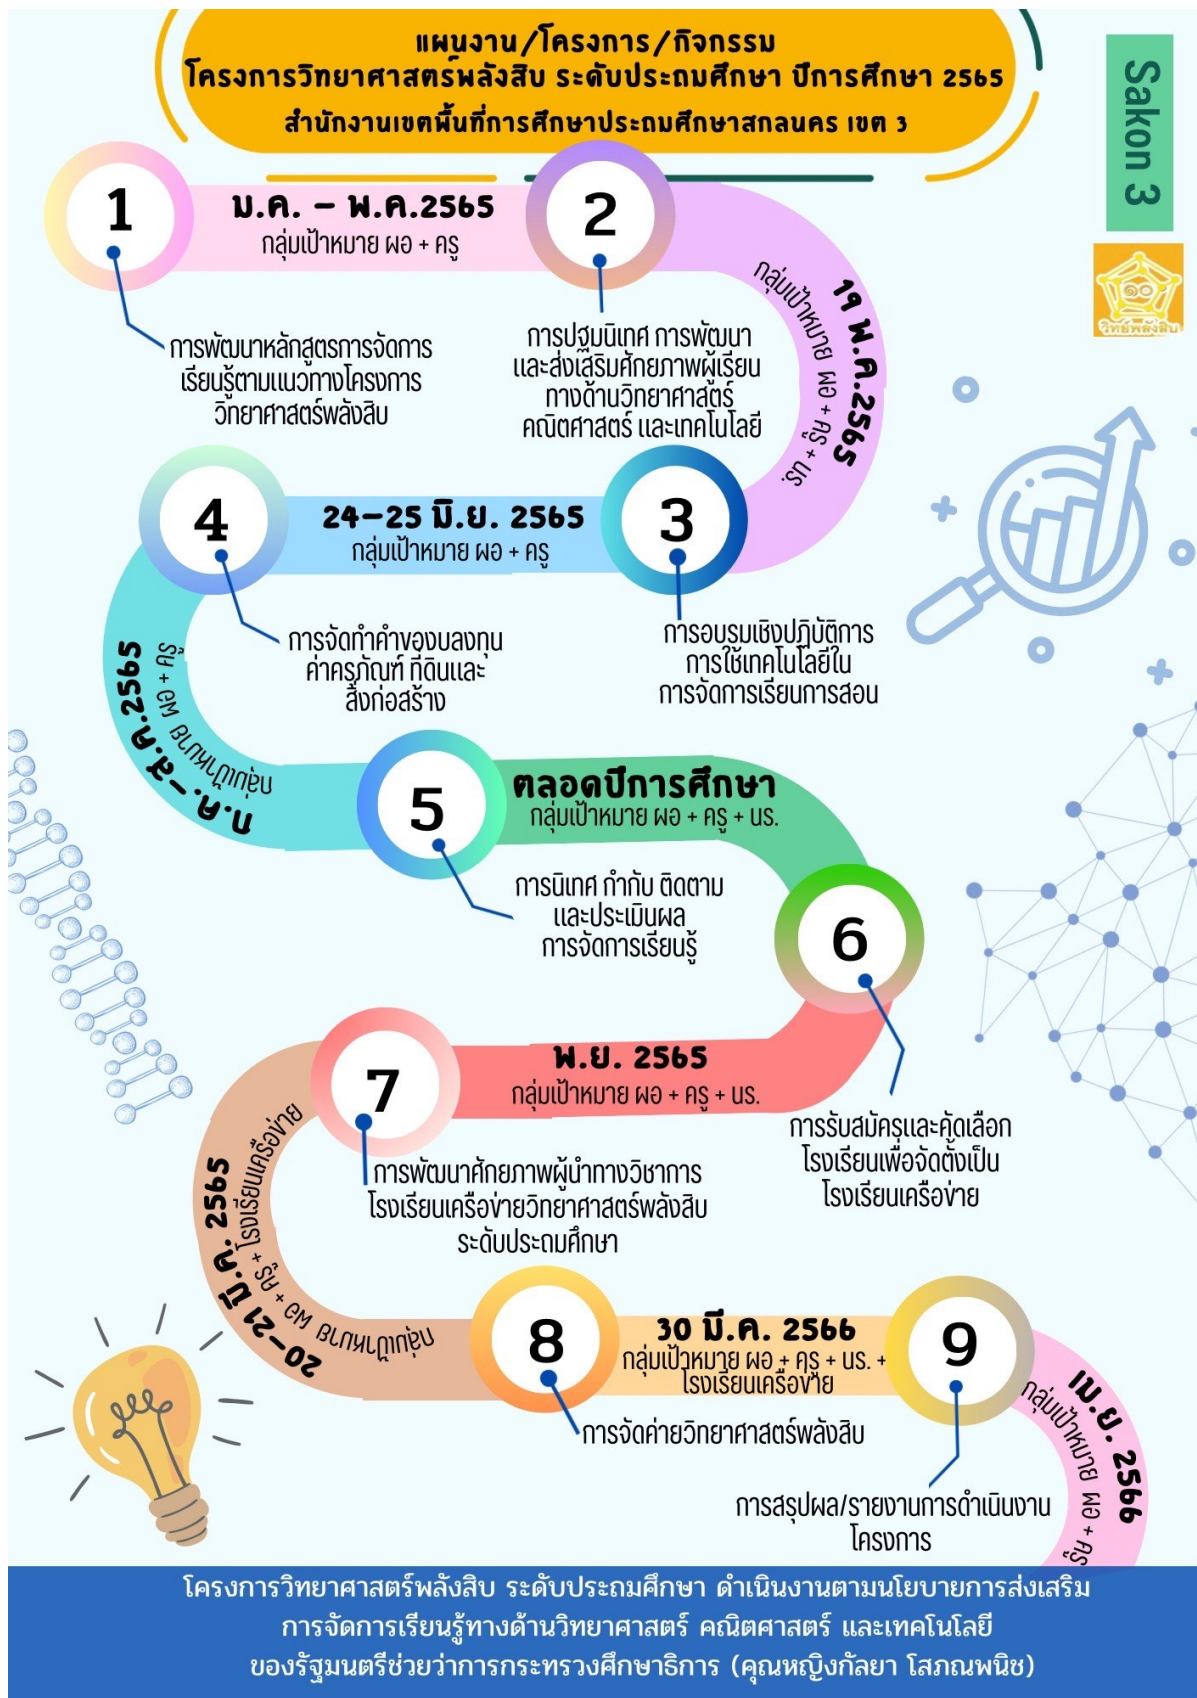 แผนงาน/โครงการ/กิจกรรม
โครงการวิทยาศาสตร์พลังสิบ ระดับประถมศึกษา ปีการศึกษา 2565
สำนักงานเขตพื้นที่การศึกษาประถมศึกษาสกลนคร เขต 3
Sakon 3
๑๐
วิทย์พลังสิบ
1
ม.ค. – พ.ค.2565
กลุ่มเป้าหมาย ผอ + ครู
การพัฒนาหลักสูตรการจัดการ
เรียนรู้ตามแนวทางโครงการ
วิทยาศาสตร์พลังสิบ
2
19 พ.ค.2565
กลุ่มเป้าหมาย ผอ + ครู + นร.
การปฐมนิเทศ การพัฒนา
และส่งเสริมศักยภาพผู้เรียน
ทางด้านวิทยาศาสตร์
คณิตศาสตร์ และเทคโนโลยี
3
24–25 มิ.ย. 2565
กลุ่มเป้าหมาย ผอ + ครู
การอบรมเชิงปฏิบัติการ
การใช้เทคโนโลยีใน
การจัดการเรียนการสอน
4
ก.ค.–ส.ค.2565
กลุ่มเป้าหมาย ผอ + ครู
การจัดทำคำของบลงทุน
ค่าครุภัณฑ์ ที่ดินและ
สิ่งก่อสร้าง
5
ตลอดปีการศึกษา
กลุ่มเป้าหมาย ผอ + ครู + นร.
การนิเทศ กำกับ ติดตาม
และประเมินผล
การจัดการเรียนรู้
6
พ.ย. 2565
กลุ่มเป้าหมาย ผอ + ครู + นร.
การรับสมัครและคัดเลือก
โรงเรียนเพื่อจัดตั้งเป็น
โรงเรียนเครือข่าย
7
20–21 มี.ค. 2565
กลุ่มเป้าหมาย ผอ + ครู + โรงเรียนเครือข่าย
การพัฒนาศักยภาพผู้นำทางวิชาการ
โรงเรียนเครือข่ายวิทยาศาสตร์พลังสิบ
ระดับประถมศึกษา
8
30 มี.ค. 2566
กลุ่มเป้าหมาย ผอ + ครู + นร. +
โรงเรียนเครือข่าย
การจัดค่ายวิทยาศาสตร์พลังสิบ
9
เม.ย. 2566
กลุ่มเป้าหมาย ผอ + ครู
การสรุปผล/รายงานการดำเนินงาน
โครงการ
โครงการวิทยาศาสตร์พลังสิบ ระดับประถมศึกษา ดำเนินงานตามนโยบายการส่งเสริม
การจัดการเรียนรู้ทางด้านวิทยาศาสตร์ คณิตศาสตร์ และเทคโนโลยี
ของรัฐมนตรีช่วยว่าการกระทรวงศึกษาธิการ (คุณหญิงกัลยา โสภณพนิช)